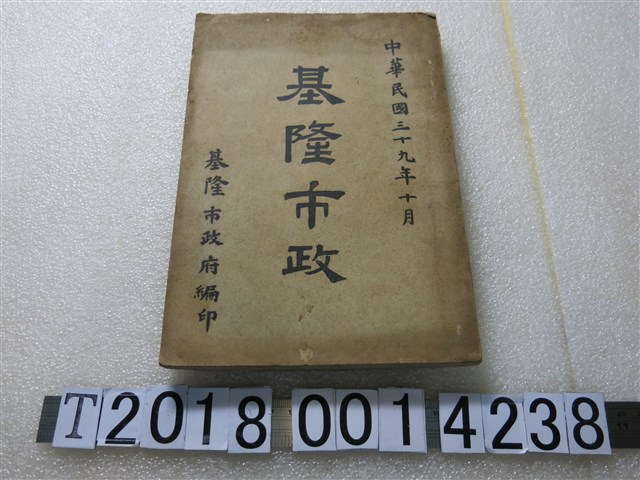 中華民國三十九年十月
基隆市政
基隆市政府編印
T2018 0014238